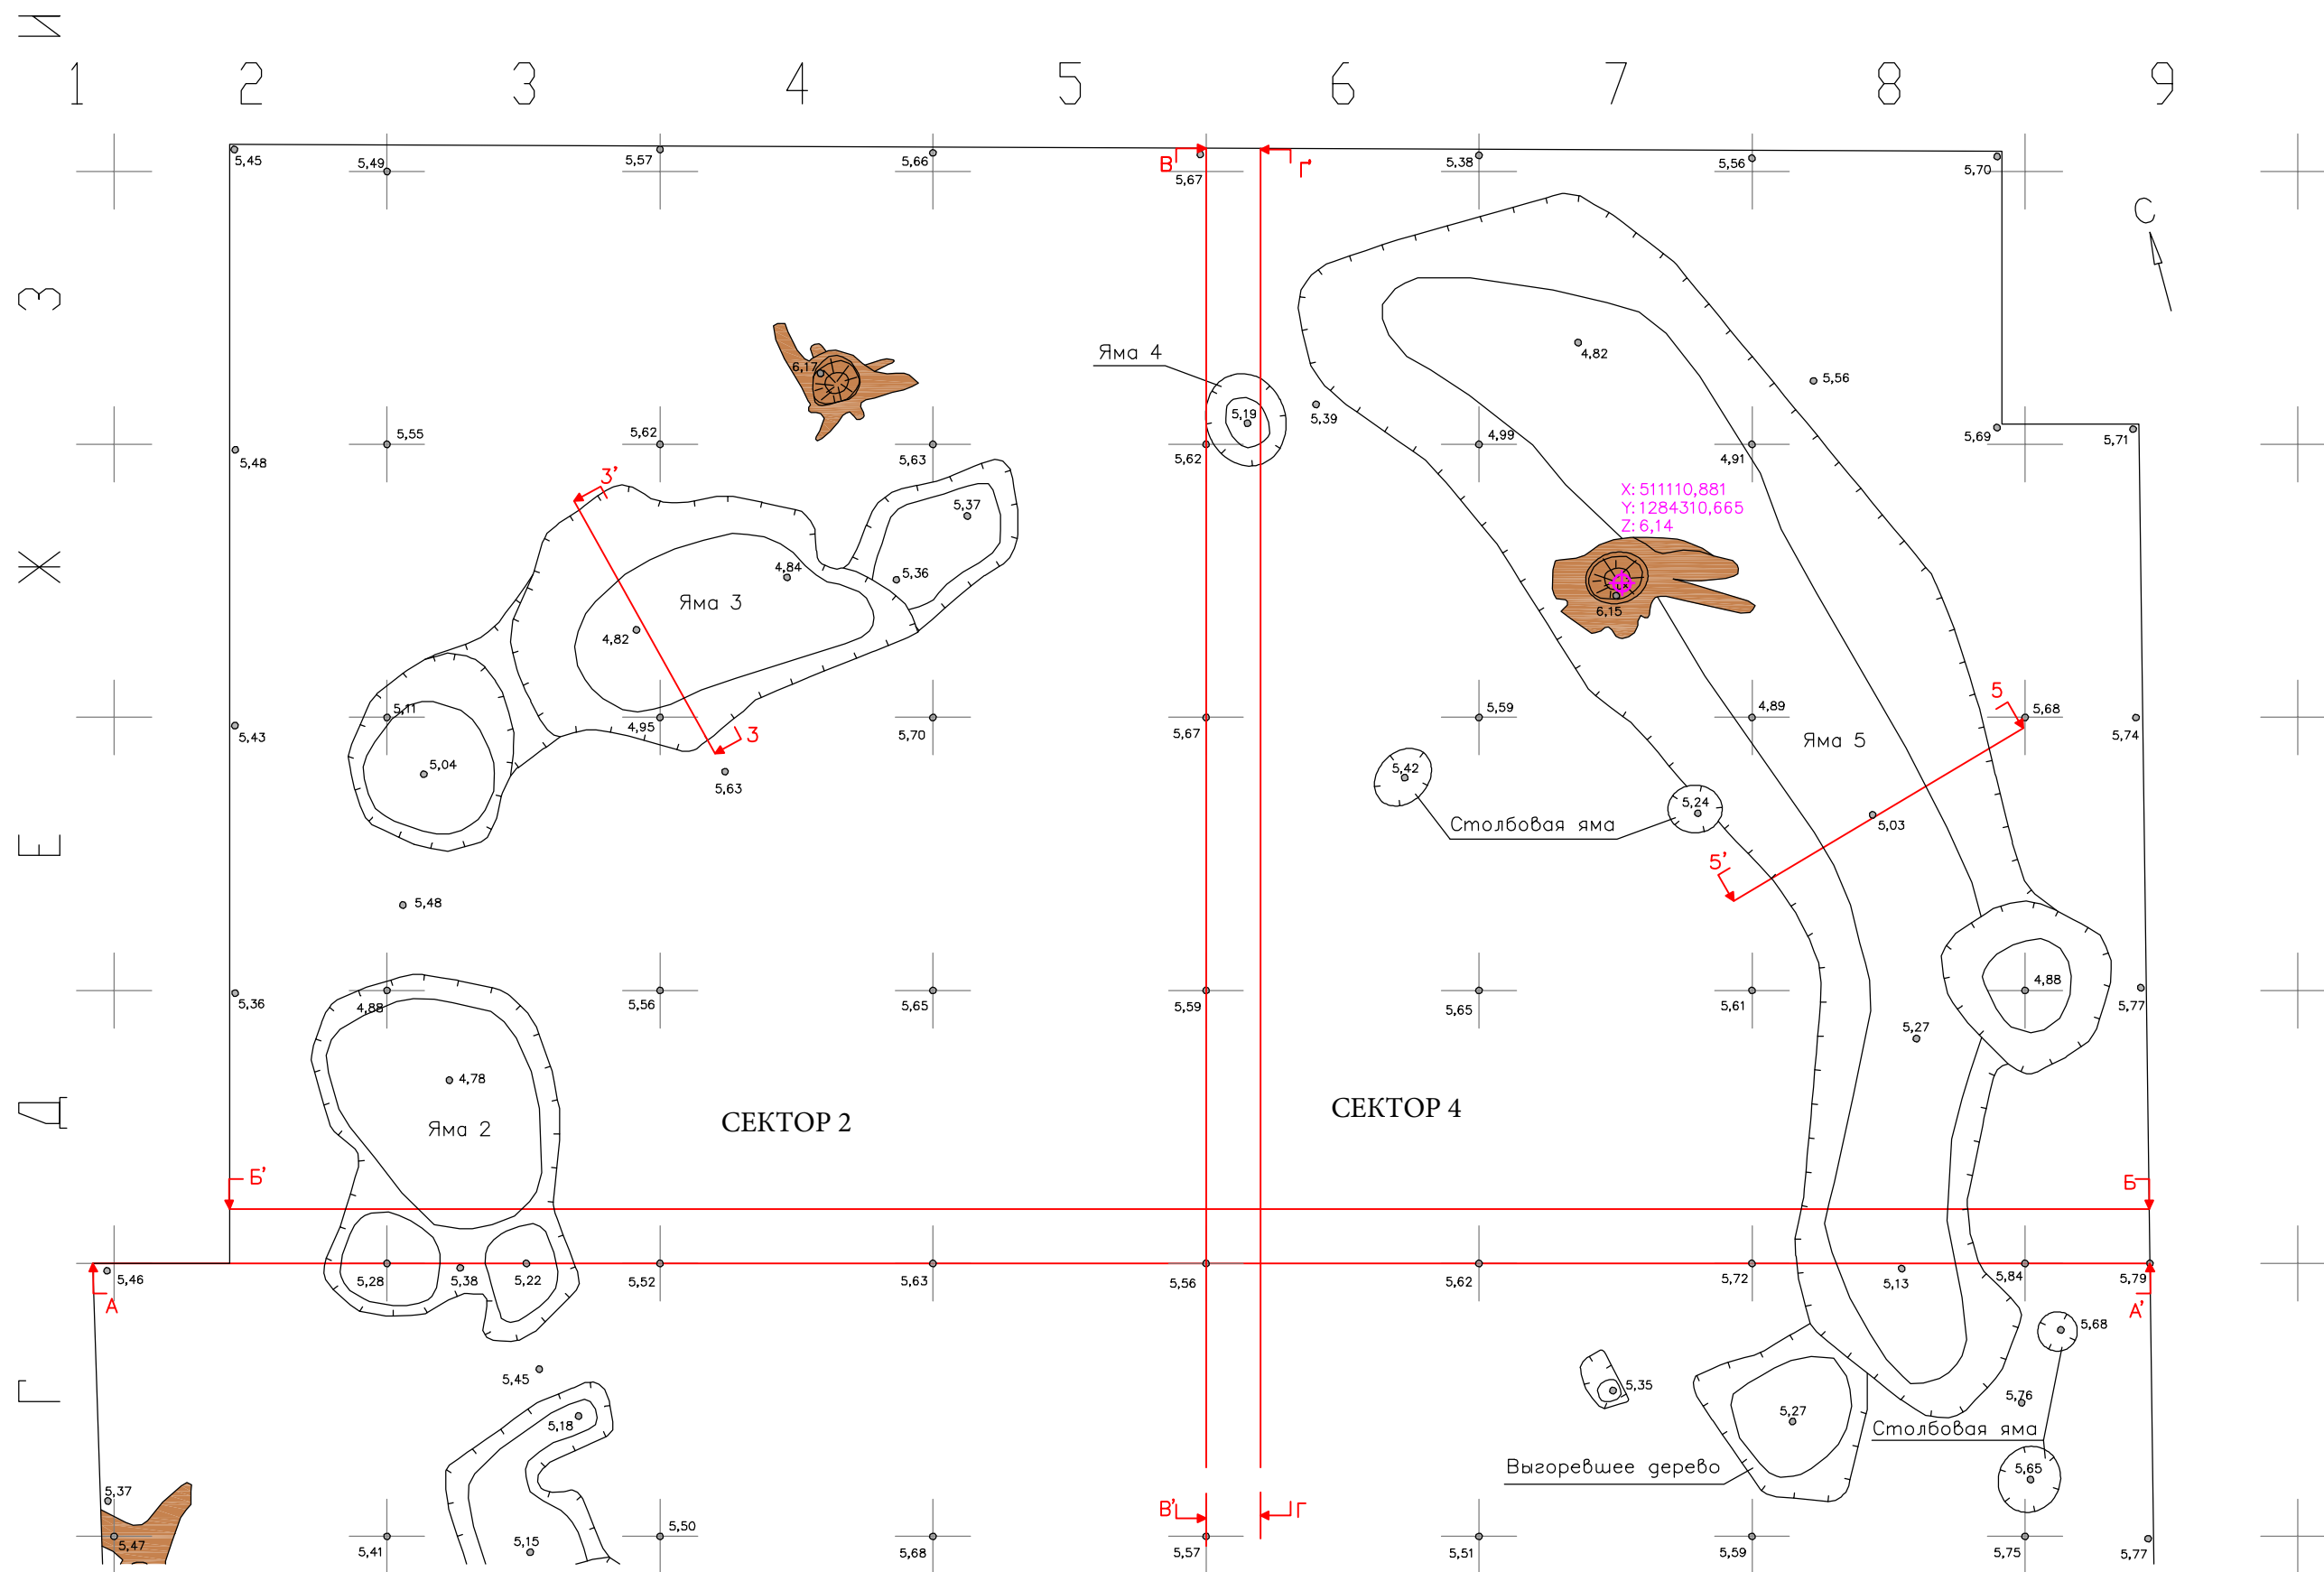 И
1 2 3 4 5 6 7 8 9
5,45 5,49 5,57 5,66 В 5,67 Г' 5,38 5,56 5,70
С
З
Яма 4
6,17 4,82 5,56
5,19 5,39
5,48 5,55 5,62 5,63 5,62 4,99 4,91 5,69 5,71
3'
X: 511110,881
Y: 1284310,665
Z: 6,14
5,37
Ж
4,84 5,36
Яма 3
4,82 6,15
5
5,43 5,11 4,95 5,70 5,67 5,59 4,89 5,68 5,74
3
Яма 5
5,04 5,63 5,42
5,24 5,03
Столбовая яма
Е
5'
5,48
5,36 4,88 5,56 5,65 5,59 5,65 5,61 4,88 5,77
5,27
4,78
Д
Яма 2
СЕКТОР 2
СЕКТОР 4
Б' Б
5,46 5,28 5,38 5,22 5,52 5,63 5,56 5,62 5,72 5,13 5,84 5,79
А А'
5,68
5,45 5,35
Г
5,18 5,27 5,76
Столбовая яма
Выгоревшее дерево
5,65
5,37
В' Г
5,47 5,41 5,15 5,50 5,68 5,57 5,51 5,59 5,75 5,77